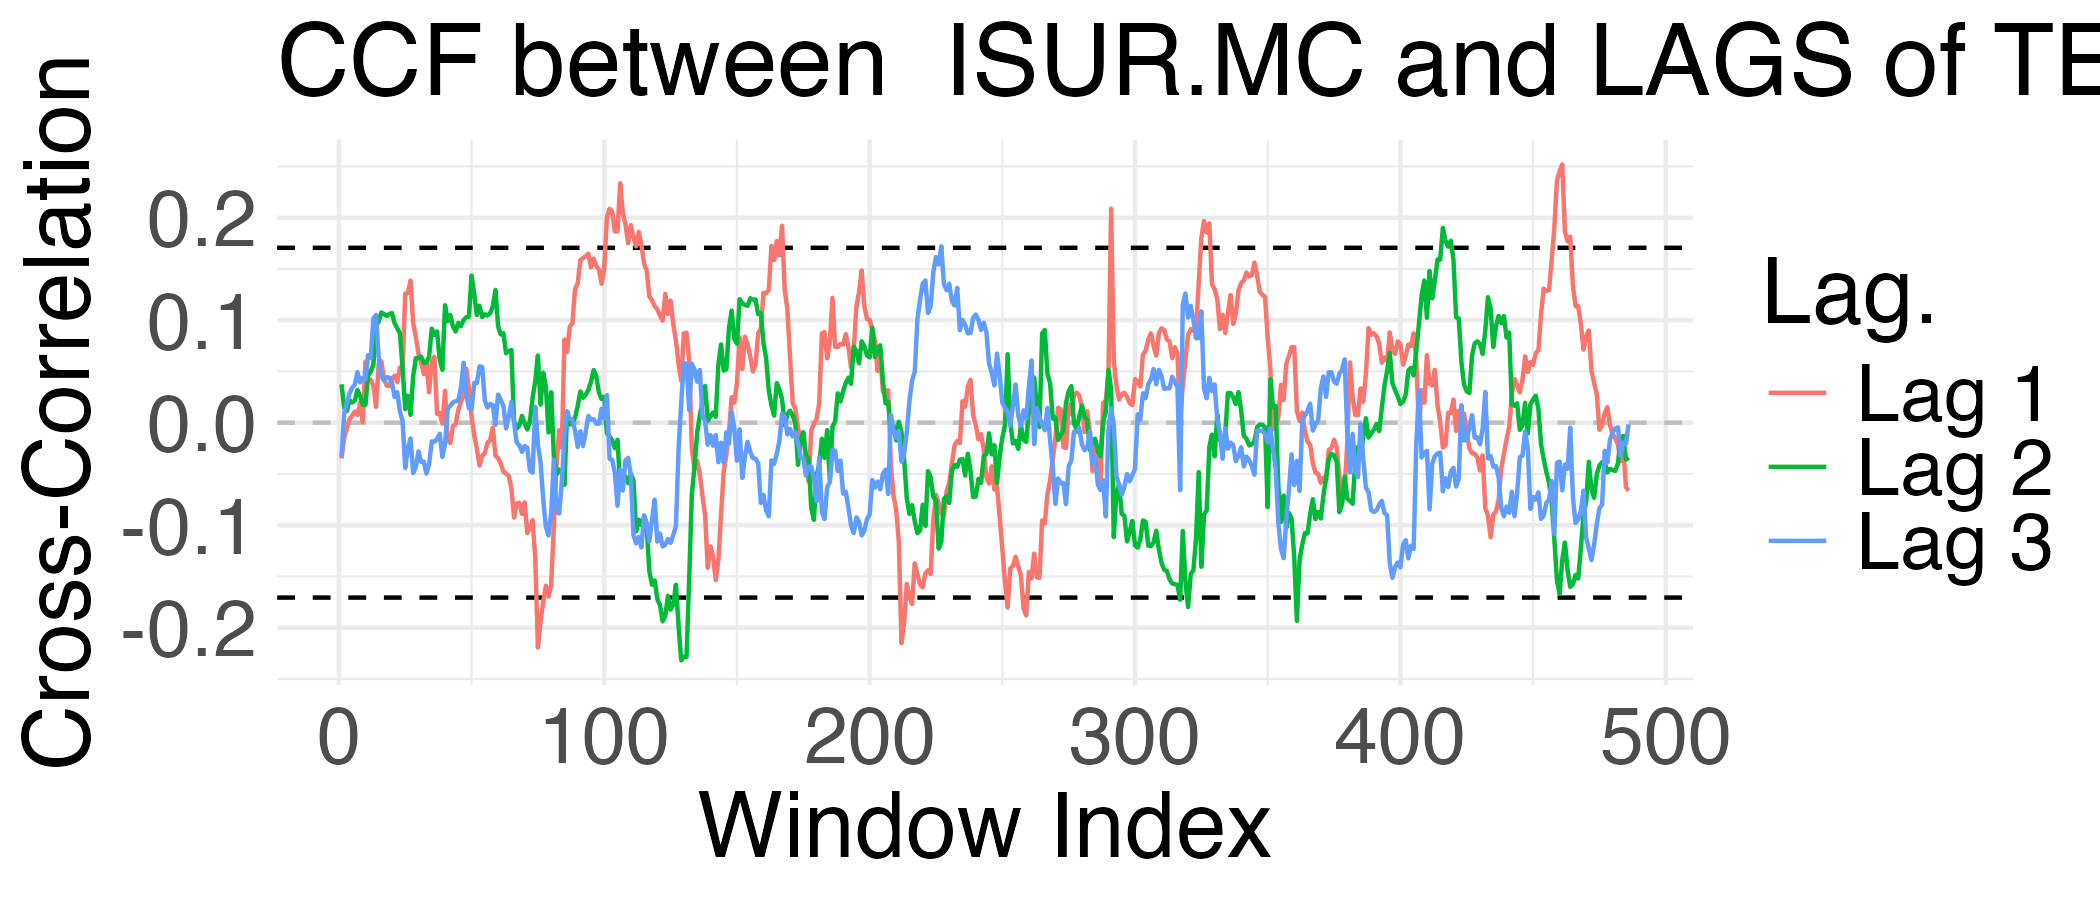 CCF between ISUR.MC and LAGS of TE
Cross-Correlation
0.2
0.1
0.0
-0.1
-0.2
0 100 200 300 400 500
Window Index
Lag.
Lag 1
Lag 2
Lag 3